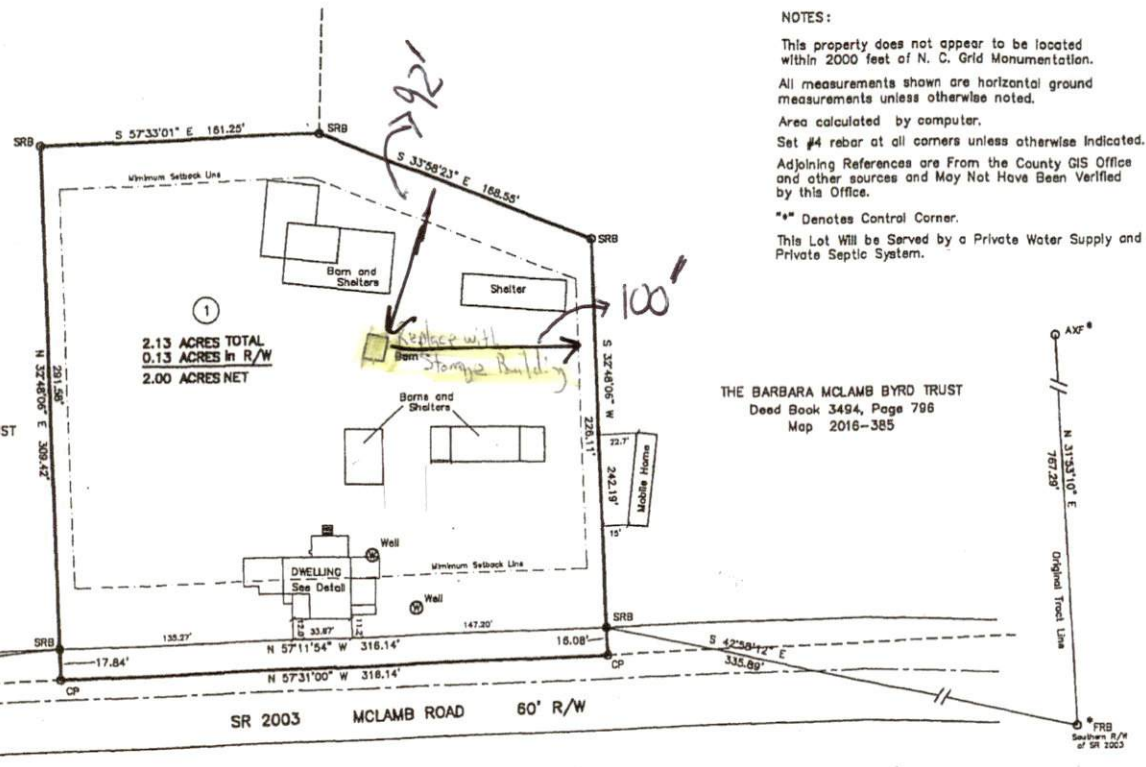 NOTES:
This property does not appear to be located
within 2000 feet of N. C. Grid Monumentation.
All measurements shown are horizontal ground
measurements unless otherwise noted.
Area calculated by computer.
Set #4 rebar at all corners unless otherwise indicated.
Adjoining References are From the County GIS Office
and other sources and May Not Have Been Verified
by this Office.
"*" Denotes Control Corner.
This Lot Will be Served by a Private Water Supply and
Private Septic System.
92'
SRB
S 57°33'01" E 161.25'
SRB
S 33°58'23" E 168.55'
SRB
Minimum Setback Line
Barn and
Shelters
Shelter
100'
1
2.13 ACRES TOTAL
0.13 ACRES in R/W
2.00 ACRES NET
Replace with
Barn
Storage Building
N 32°48'06" E 309.42'
291.58'
S 32°48'06" W
226.11'
242.19'
ST
Barns and
Shelters
22.7'
Mobile Home
15'
THE BARBARA MCLAMB BYRD TRUST
Deed Book 3494, Page 796
Map 2016-385
AXF*
N 31°53'10" E
767.29'
Original Tract Line
W Well
DWELLING
See Detail
Minimum Setback Line
W Well
SRB
135.27'
33.87'
11.2'
147.20'
SRB
N 57°11'54" W 316.14'
17.84'
16.08'
S 42°58'12" E
335.89'
CP
N 57°31'00" W 318.14'
CP
SR 2003 MCLAMB ROAD 60' R/W
*FRB
Southern R/W
of SR 2003